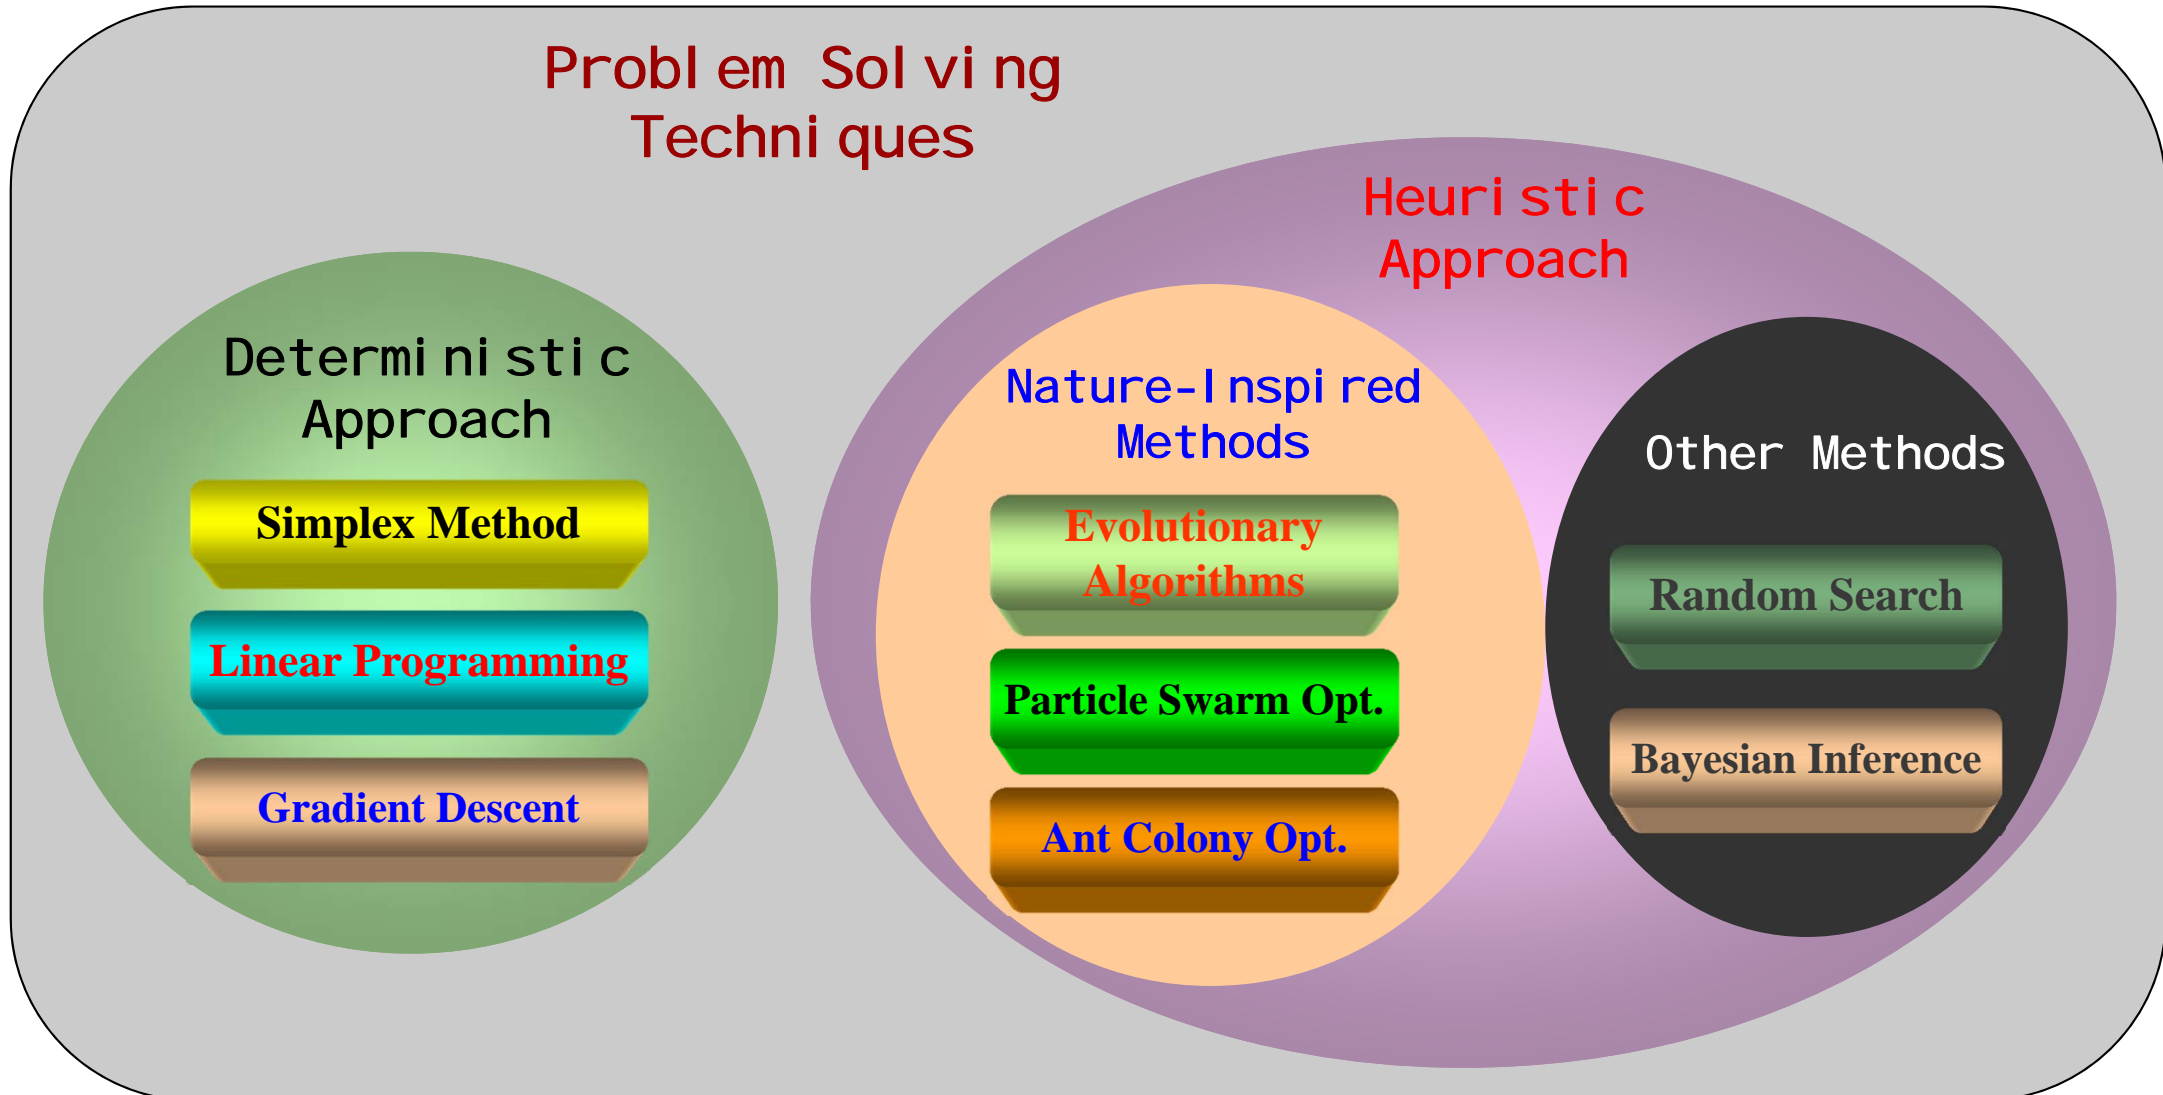 Problem Solving
Techniques
Deterministic
Approach
Simplex Method
Linear Programming
Gradient Descent
Heuristic
Approach
Nature-Inspired
Methods
Evolutionary
Algorithms
Particle Swarm Opt.
Ant Colony Opt.
Other Methods
Random Search
Bayesian Inference